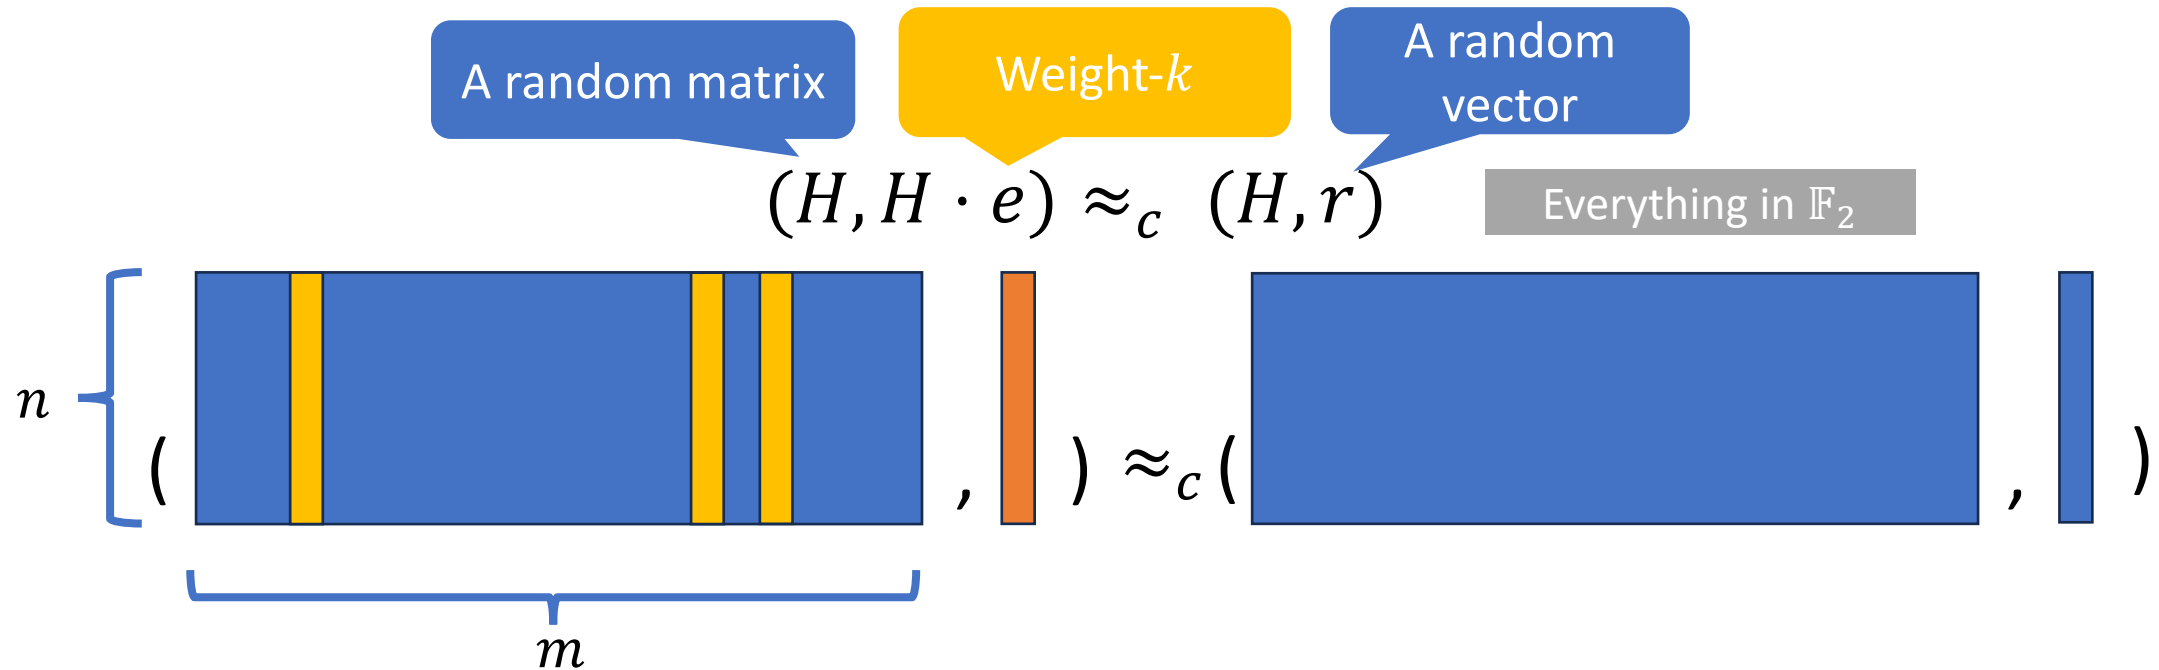 A random matrix
Weight-k
A random
vector
(H, H · e) ≈c (H, r)
Everything in 𝔽₂
n
( , ) ≈c ( , )
m